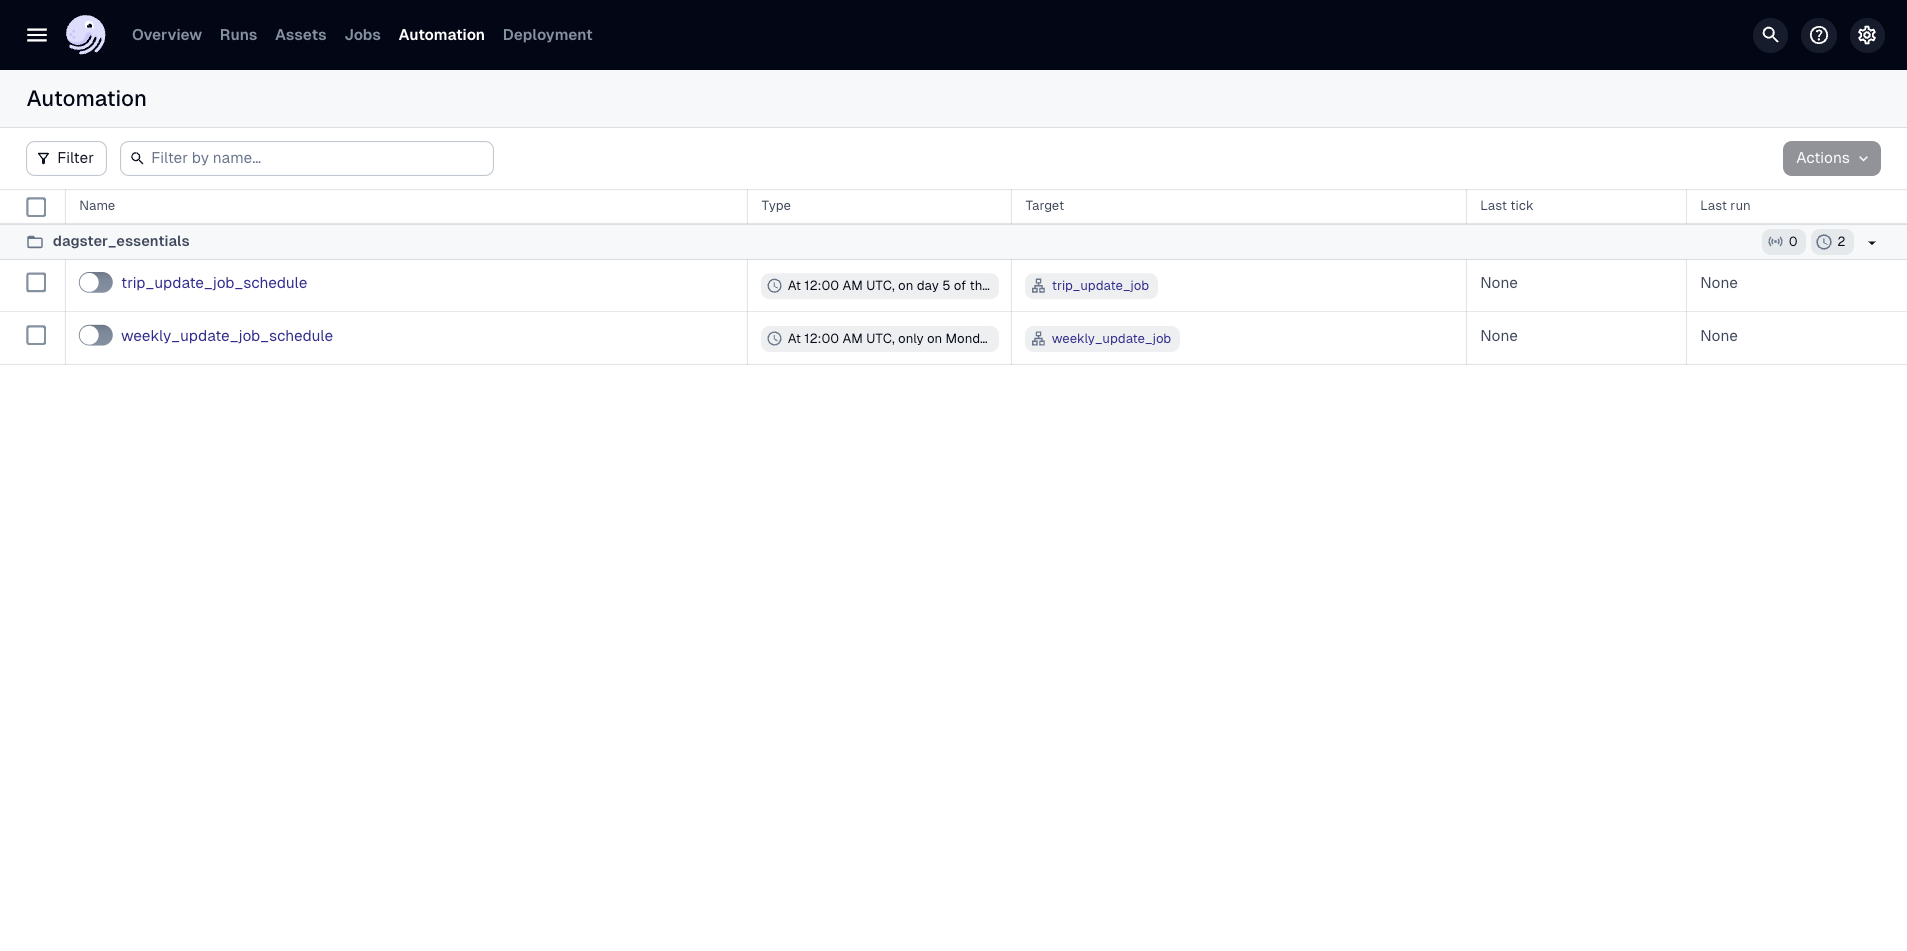 Overview Runs Assets Jobs Automation Deployment
Automation
Filter Filter by name... Actions
Name Type Target Last tick Last run
dagster_essentials 0 2
trip_update_job_schedule At 12:00 AM UTC, on day 5 of th... trip_update_job None None
weekly_update_job_schedule At 12:00 AM UTC, only on Mond... weekly_update_job None None